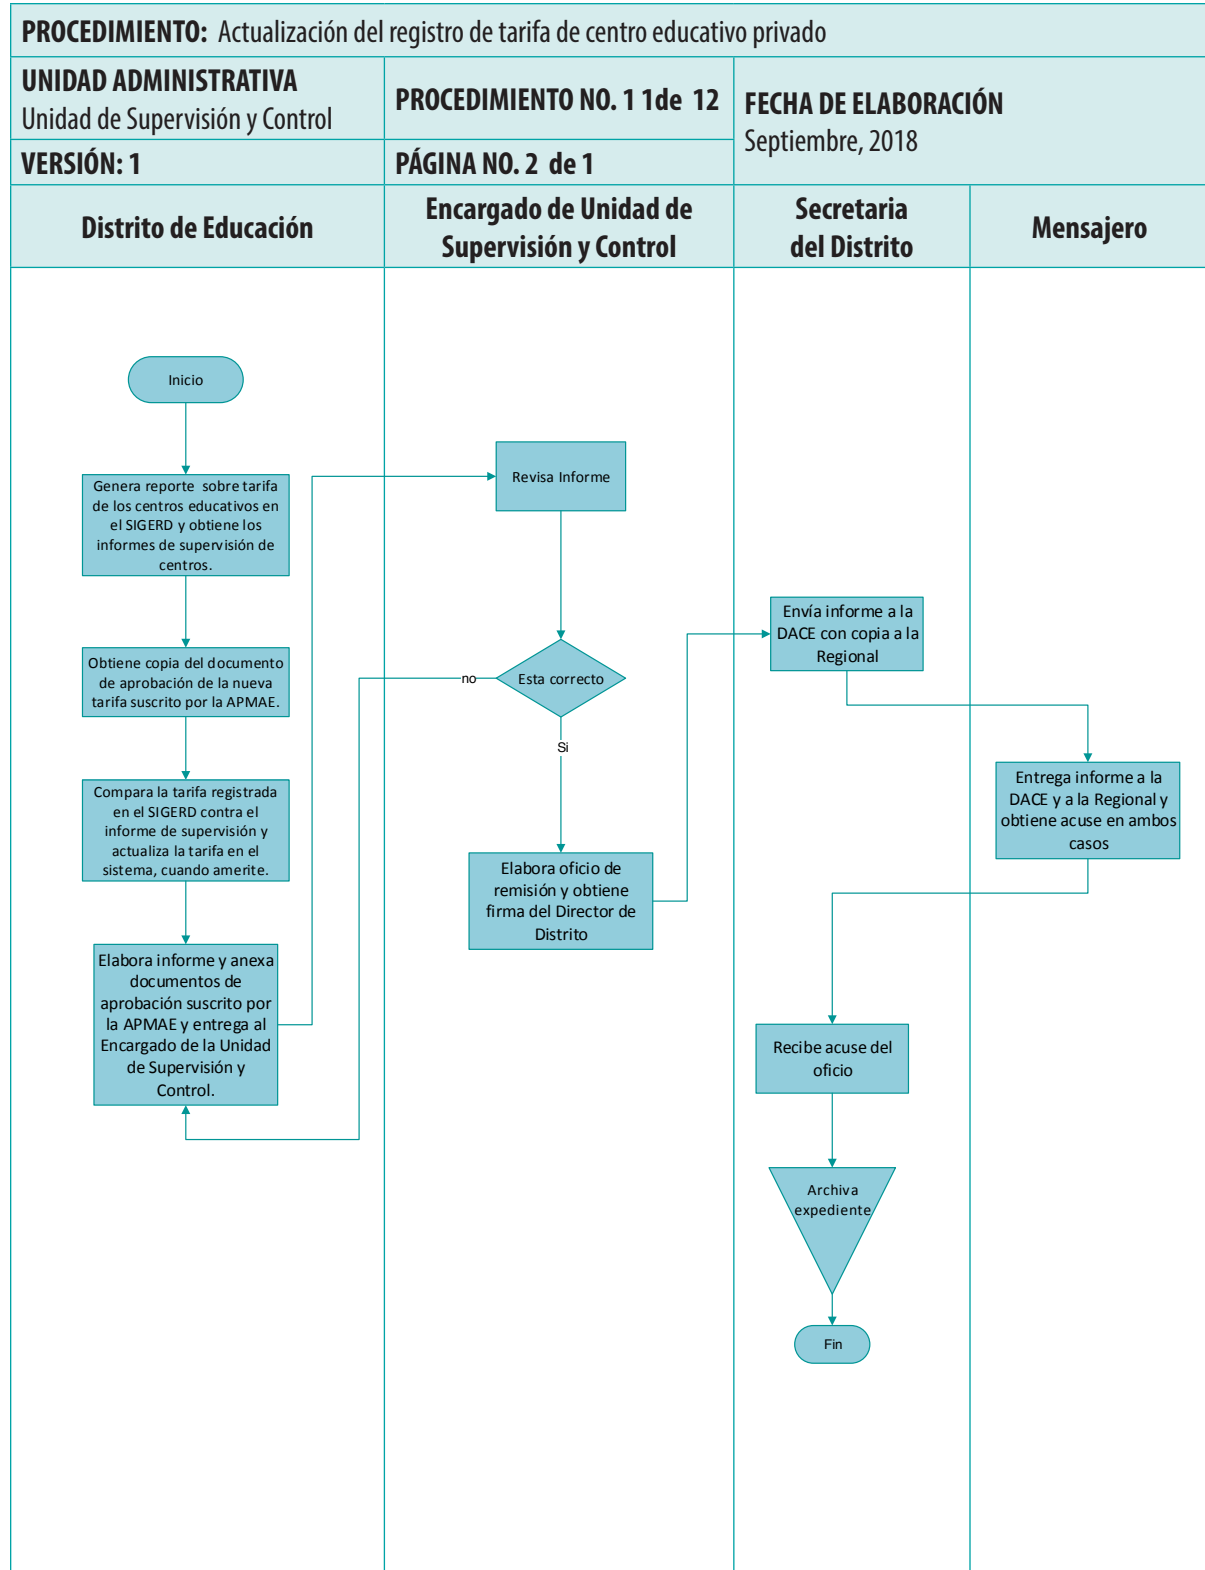 PROCEDIMIENTO: Actualización del registro de tarifa de centro educativo privado
UNIDAD ADMINISTRATIVA
Unidad de Supervisión y Control
PROCEDIMIENTO NO. 1 1de 12
FECHA DE ELABORACIÓN
Septiembre, 2018
VERSIÓN: 1
PÁGINA NO. 2 de 1
Distrito de Educación
Encargado de Unidad de
Supervisión y Control
Secretaria
del Distrito
Mensajero
Inicio
Genera reporte sobre tarifa
de los centros educativos en
el SIGERD y obtiene los
informes de supervisión de
centros.
Obtiene copia del documento
de aprobación de la nueva
tarifa suscrito por la APMAE.
Compara la tarifa registrada
en el SIGERD contra el
informe de supervisión y
actualiza la tarifa en el
sistema, cuando amerite.
Elabora informe y anexa
documentos de
aprobación suscrito por
la APMAE y entrega al
Encargado de la Unidad
de Supervisión y
Control.
Revisa Informe
Esta correcto
no
Si
Elabora oficio de
remisión y obtiene
firma del Director de
Distrito
Envía informe a la
DACE con copia a la
Regional
Entrega informe a la
DACE y a la Regional y
obtiene acuse en ambos
casos
Recibe acuse del
oficio
Archiva
expediente
Fin